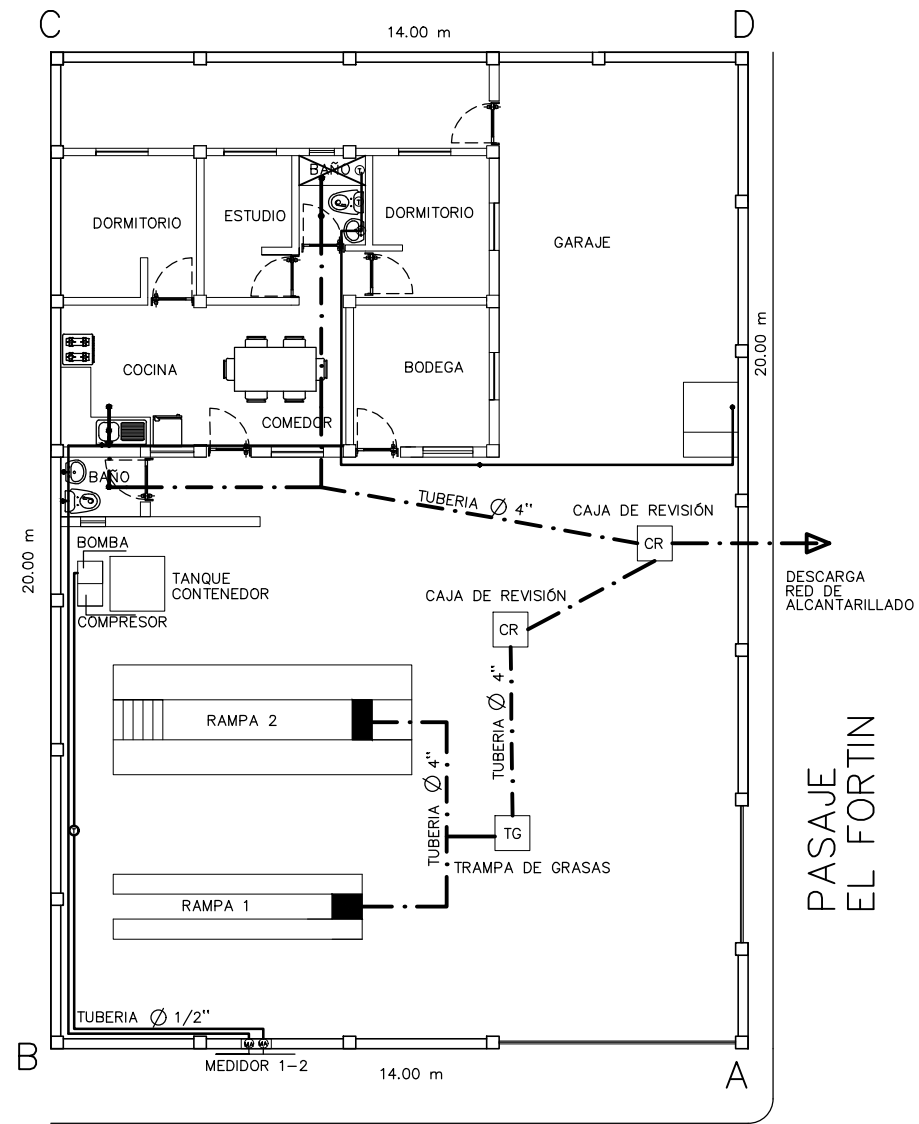 C
D
14.00 m
BAÑO
DORMITORIO
ESTUDIO
DORMITORIO
GARAJE
20.00 m
COCINA
BODEGA
COMEDOR
BAÑO
TUBERIA Ø 4"
CAJA DE REVISIÓN
CR
20.00 m
BOMBA
TANQUE
CONTENEDOR
COMPRESOR
DESCARGA
RED DE
ALCANTARILLADO
CAJA DE REVISIÓN
CR
RAMPA 2
TUBERIA Ø 4"
TUBERIA Ø 4"
TG
TRAMPA DE GRASAS
RAMPA 1
PASAJE
EL FORTIN
TUBERIA Ø 1/2"
B
MEDIDOR 1-2
14.00 m
A